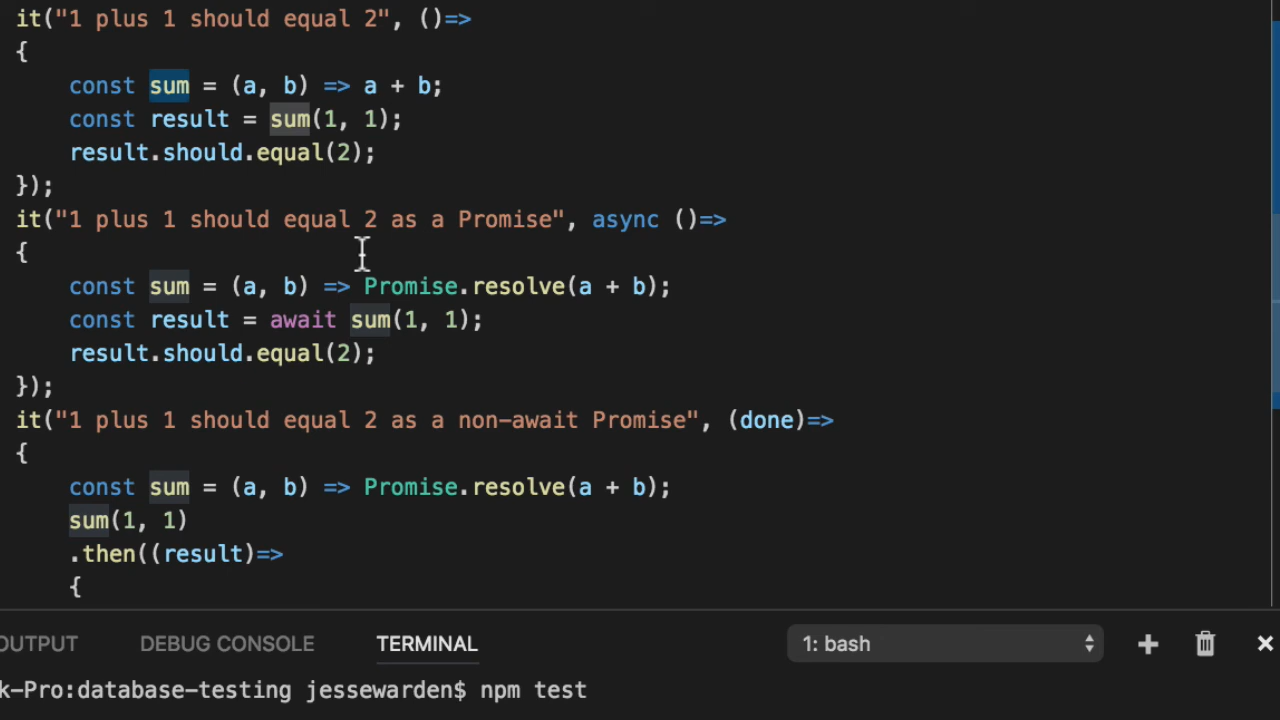 it("1 plus 1 should equal 2", ()=>
{
    const sum = (a, b) => a + b;
    const result = sum(1, 1);
    result.should.equal(2);
});
it("1 plus 1 should equal 2 as a Promise", async ()=>
{
    const sum = (a, b) => Promise.resolve(a + b);
    const result = await sum(1, 1);
    result.should.equal(2);
});
it("1 plus 1 should equal 2 as a non-await Promise", (done)=>
{
    const sum = (a, b) => Promise.resolve(a + b);
    sum(1, 1)
    .then((result)=>
    {
OUTPUT DEBUG CONSOLE TERMINAL 1: bash
k-Pro:database-testing jessewarden$ npm test